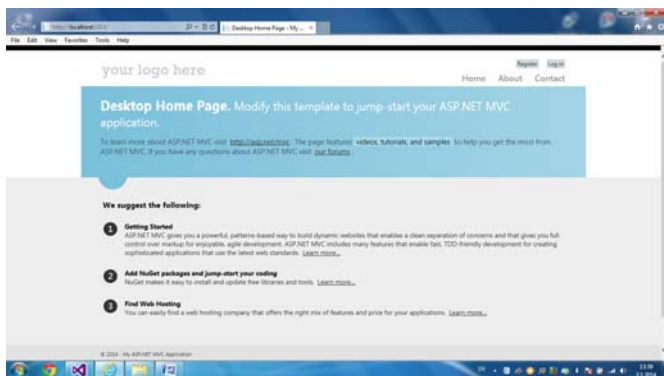 localhost
Desktop Home Page - My ...
File Edit View Favorites Tools Help
Register Log in
your logo here
Home About Contact
Desktop Home Page. Modify this template to jump-start your ASP.NET MVC
application.
To learn more about ASP.NET MVC visit http://asp.net/mvc. The page features videos, tutorials, and samples to help you get the most from
ASP.NET MVC. If you have any questions about ASP.NET MVC visit our forums.
We suggest the following:
1 Getting Started
ASP.NET MVC gives you a powerful, patterns-based way to build dynamic websites that enables a clean separation of concerns and that gives you full
control over markup for enjoyable, agile development. ASP.NET MVC includes many features that enable fast, TDD-friendly development for creating
sophisticated applications that use the latest web standards. Learn more...
2 Add NuGet packages and jump-start your coding
NuGet makes it easy to install and update free libraries and tools. Learn more...
3 Find Web Hosting
You can easily find a web hosting company that offers the right mix of features and price for your applications. Learn more...
© 2014 - My ASP.NET MVC Application